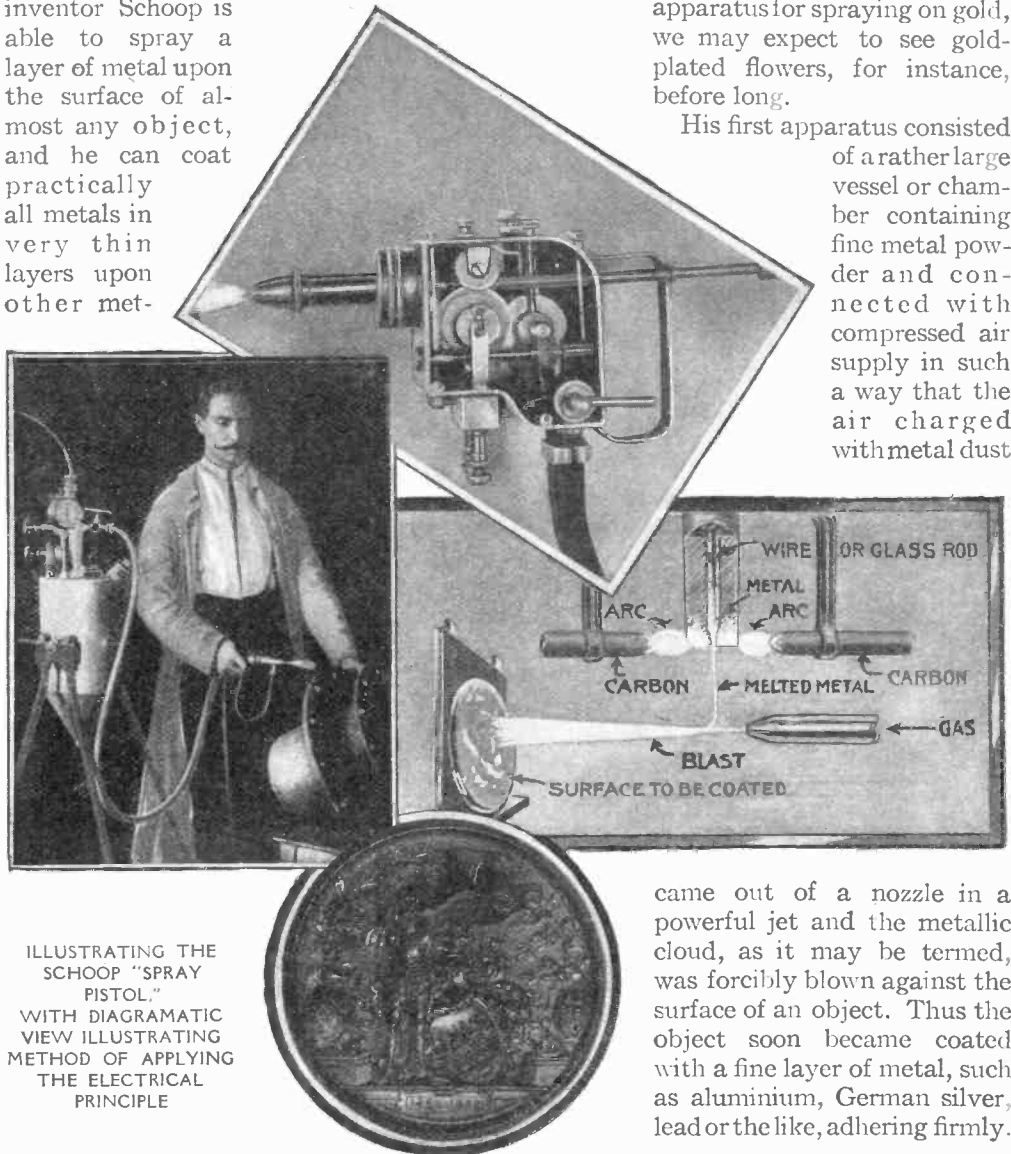 inventor Schoop is
able to spray a
layer of metal upon
the surface of al-
most any object,
and he can coat
practically
all metals in
very thin
layers upon
other met-
apparatus for spraying on gold,
we may expect to see gold-
plated flowers, for instance,
before long.
His first apparatus consisted
of a rather large
vessel or cham-
ber containing
fine metal pow-
der and con-
nected with
compressed air
supply in such
a way that the
air charged
with metal dust
WIRE OR GLASS ROD
METAL
ARC
ARC
CARBON
MELTED METAL
CARBON
GAS
BLAST
SURFACE TO BE COATED
ILLUSTRATING THE
SCHOOP "SPRAY
PISTOL,"
WITH DIAGRAMATIC
VIEW ILLUSTRATING
METHOD OF APPLYING
THE ELECTRICAL
PRINCIPLE
came out of a nozzle in a
powerful jet and the metallic
cloud, as it may be termed,
was forcibly blown against the
surface of an object. Thus the
object soon became coated
with a fine layer of metal, such
as aluminium, German silver,
lead or the like, adhering firmly.